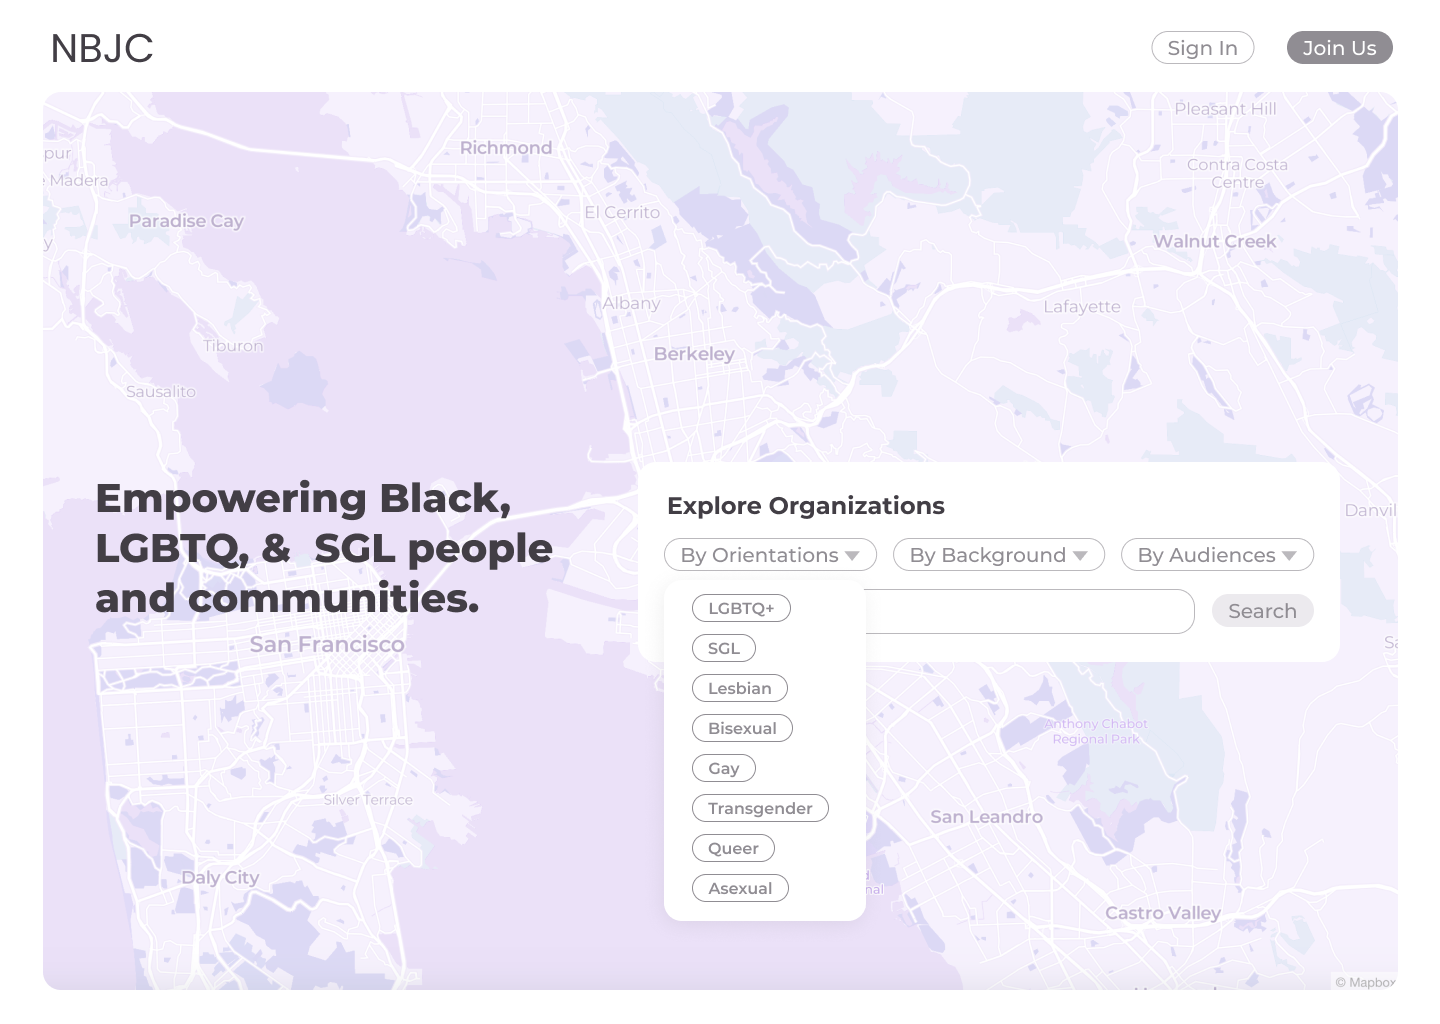 NBJC
Sign In
Join Us
Pleasant Hill
Richmond
pur
Contra Costa
Centre
Madera
El Cerrito
Paradise Cay
Walnut Creek
y
Albany
Lafayette
Tiburon
Berkeley
Sausalito
Empowering Black,
LGBTQ, & SGL people
and communities.
Explore Organizations
Danvil
By Orientations
By Background
By Audiences
LGBTQ+
Search
SGL
San Francisco
Sa
Lesbian
Bisexual
Anthony Chabot
Regional Park
Gay
Silver Terrace
Transgender
San Leandro
Queer
Daly City
Asexual
d
nal
Castro Valley
© Mapbox